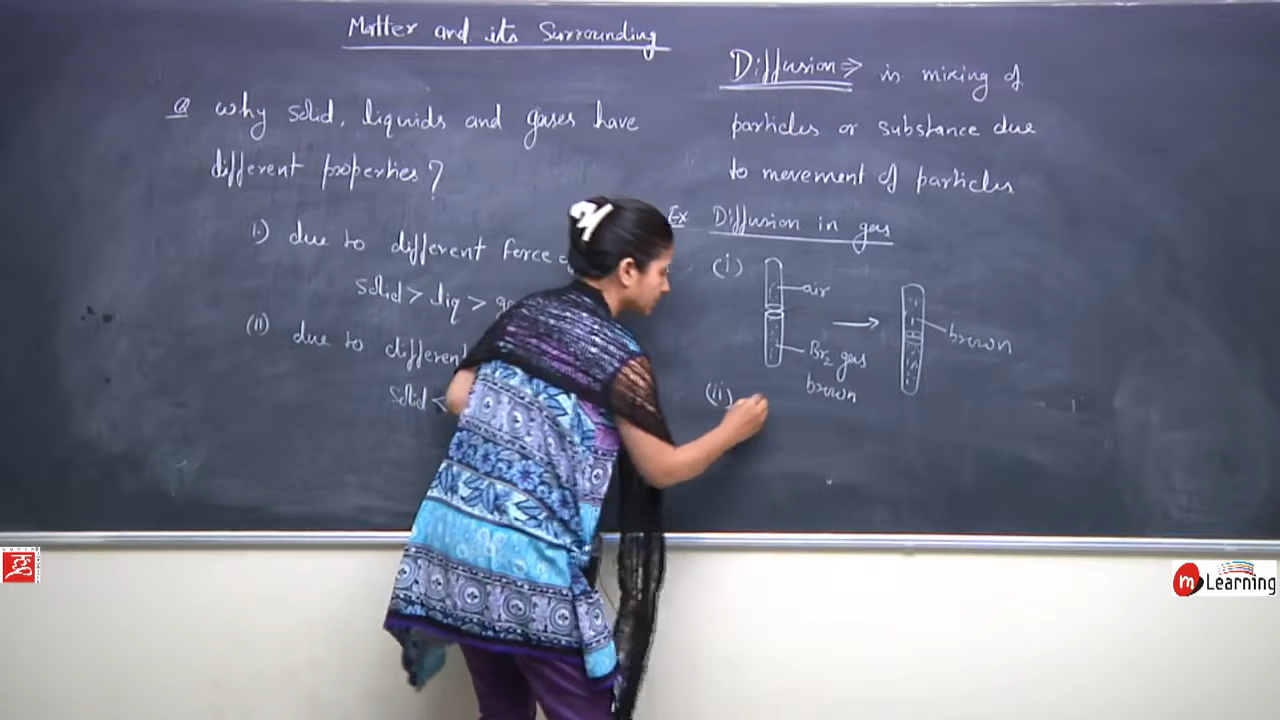 Matter and its Surrounding
Q why solid, liquids and gases have
different properties?
i.) due to different force
solid > liq >
(ii) due to different
solid <
Diffusion ⇒ is mixing of
particles or substance due
to movement of particles
Ex Diffusion in gas
(i)
air
Br₂ gas
brown
→
brown
(ii)
m Learning